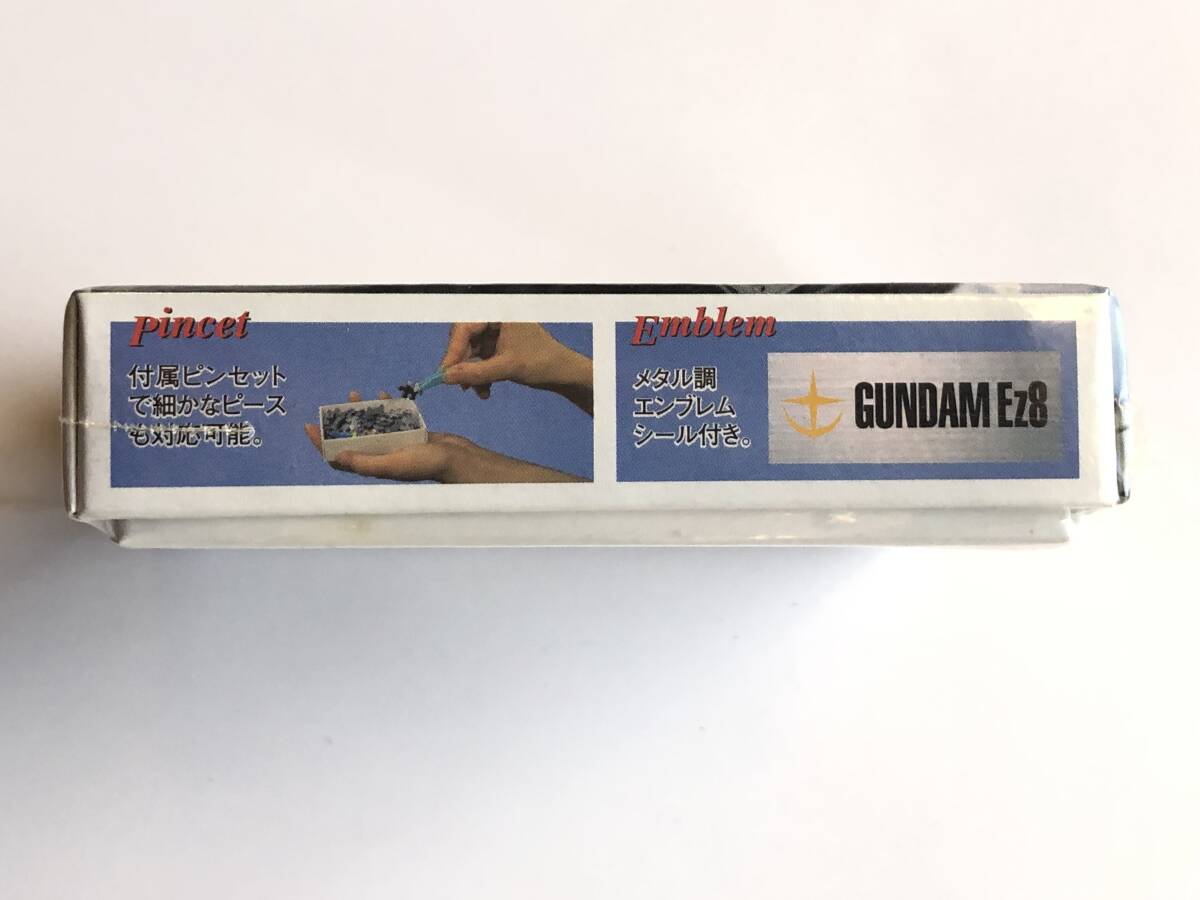 Pincet
付属ピンセット
で細かなピース
も対応可能。
Emblem
メタル調
エンブレム
シール付き。
GUNDAM Ez8